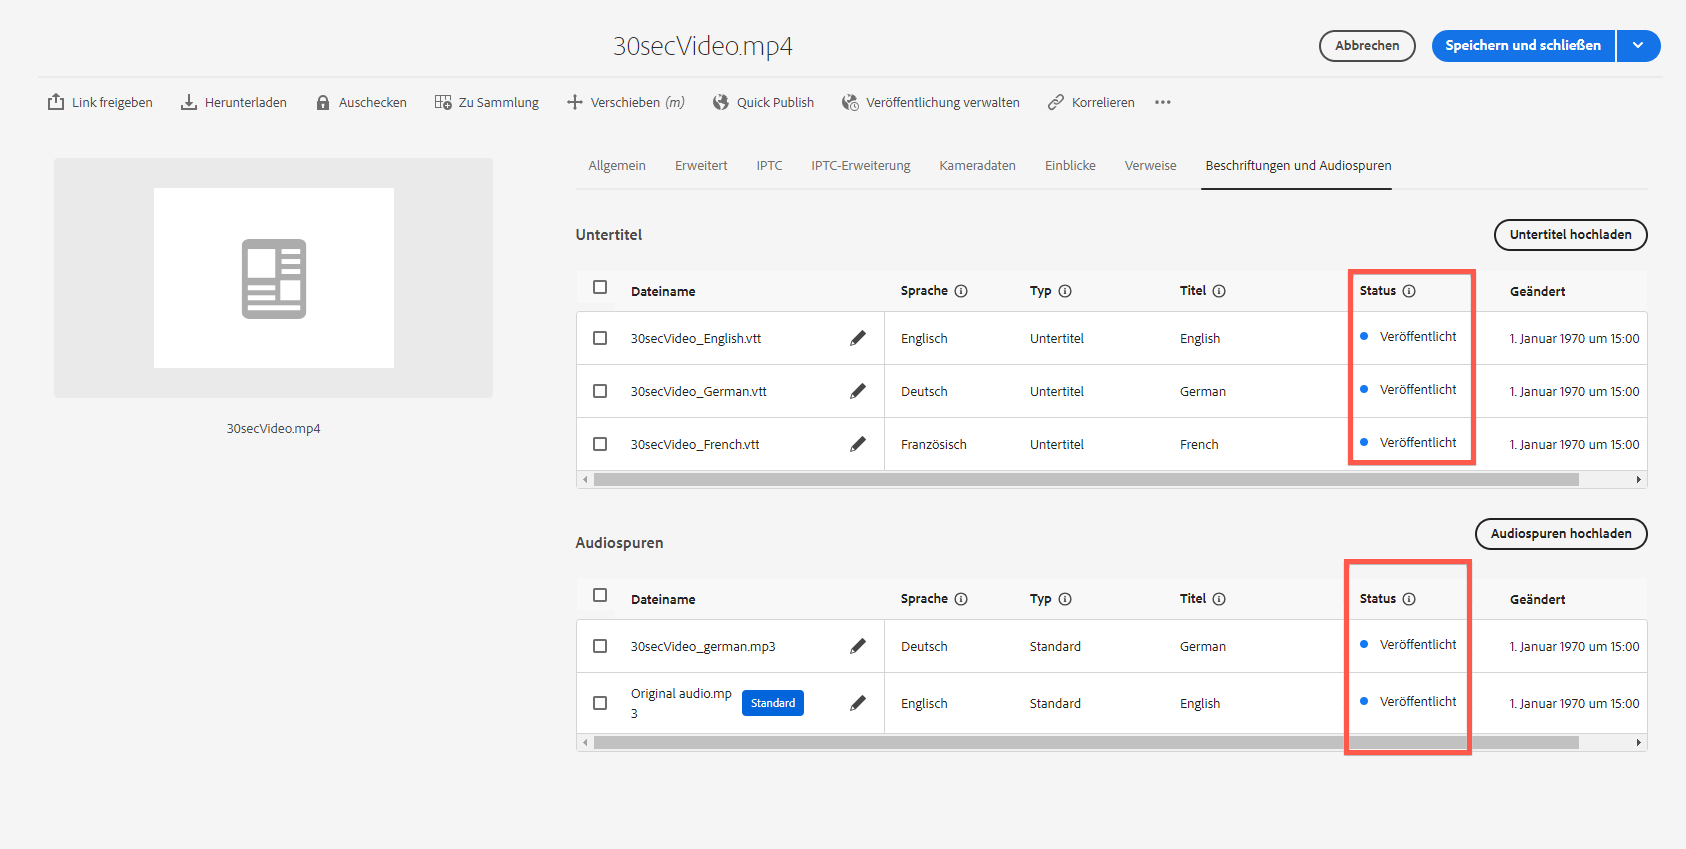 30secVideo.mp4
Abbrechen
Speichern und schließen
Link freigeben
Herunterladen
Auschecken
Zu Sammlung
Verschieben (m)
Quick Publish
Veröffentlichung verwalten
Korrelieren
Allgemein
Erweitert
IPTC
IPTC-Erweiterung
Kameradaten
Einblicke
Verweise
Beschriftungen und Audiospuren
30secVideo.mp4
Untertitel
Untertitel hochladen
Dateiname Sprache Typ Titel Status Geändert
30secVideo_English.vtt Englisch Untertitel English Veröffentlicht 1. Januar 1970 um 15:00
30secVideo_German.vtt Deutsch Untertitel German Veröffentlicht 1. Januar 1970 um 15:00
30secVideo_French.vtt Französisch Untertitel French Veröffentlicht 1. Januar 1970 um 15:00
Audiospuren
Audiospuren hochladen
Dateiname Sprache Typ Titel Status Geändert
30secVideo_german.mp3 Deutsch Standard German Veröffentlicht 1. Januar 1970 um 15:00
Original audio.mp
3
Standard Englisch Standard English Veröffentlicht 1. Januar 1970 um 15:00